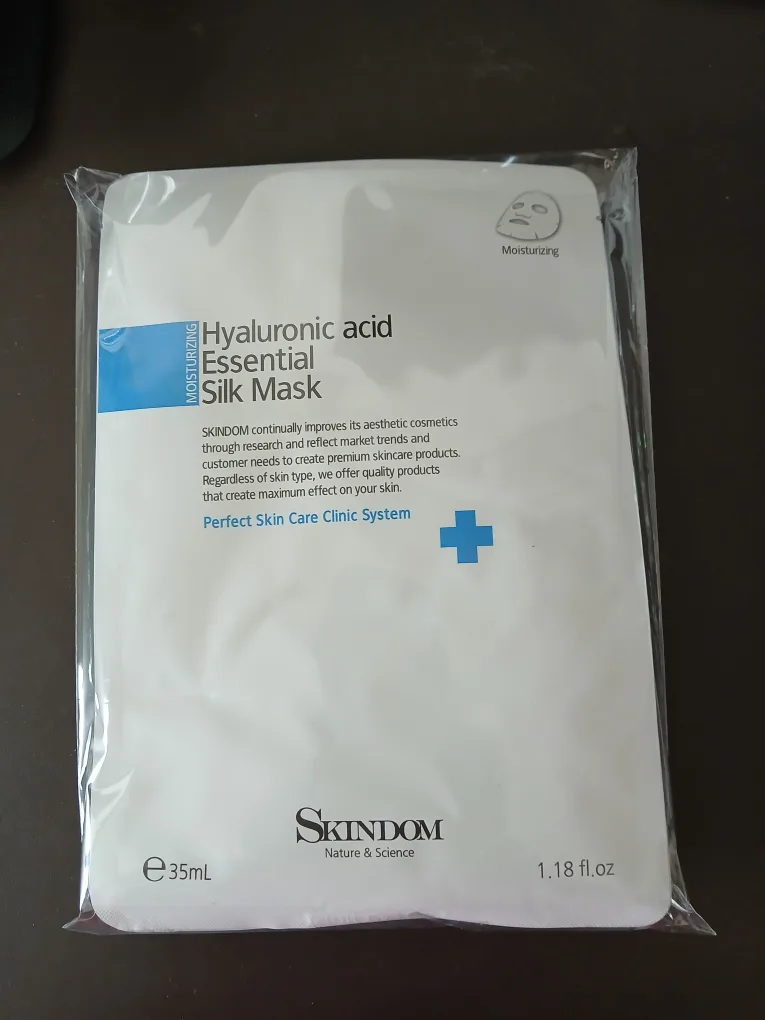 Moisturizing
MOISTURIZING
Hyaluronic acid
Essential
Silk Mask
SKINDOM continually improves its aesthetic cosmetics
through research and reflect market trends and
customer needs to create premium skincare products.
Regardless of skin type, we offer quality products
that create maximum effect on your skin.
Perfect Skin Care Clinic System
SKINDOM
Nature & Science
℮ 35mL
1.18 fl.oz